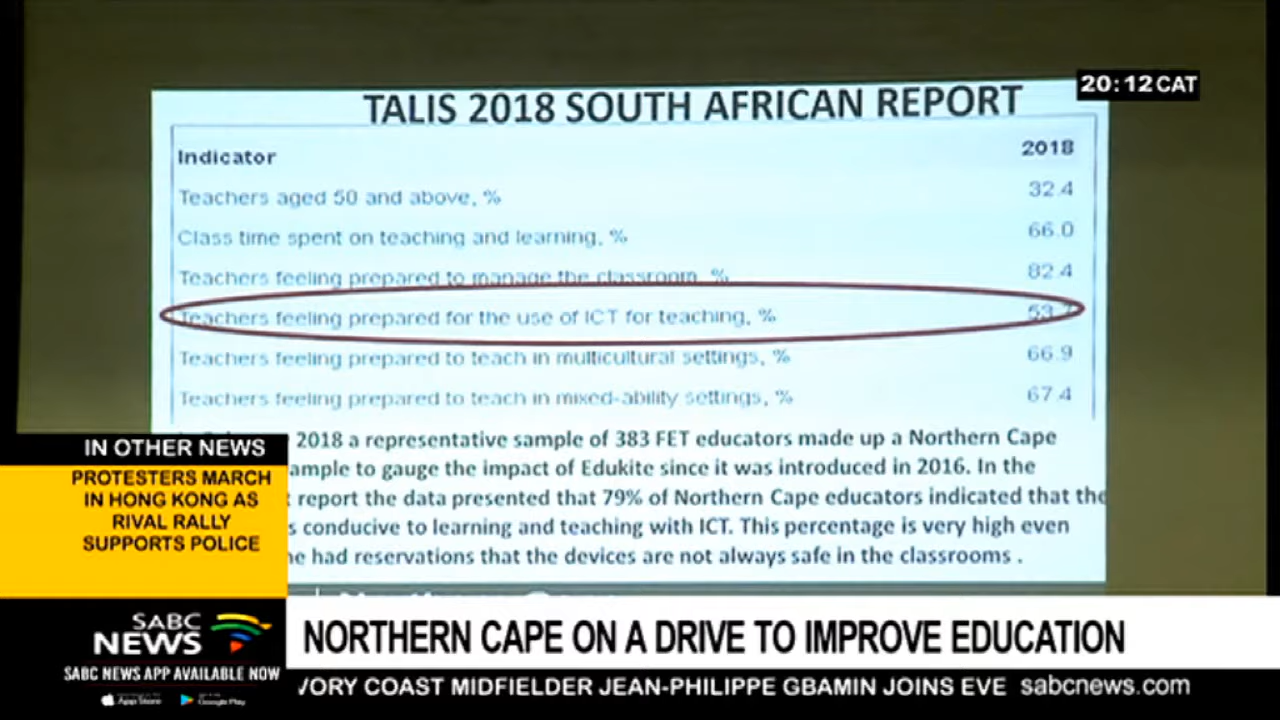 20:12 CAT
TALIS 2018 SOUTH AFRICAN REPORT
Indicator 2018
Teachers aged 50 and above, % 32.4
Class time spent on teaching and learning, % 66.0
Teachers feeling prepared to manage the classroom, % 82.4
Teachers feeling prepared for the use of ICT for teaching, % 53.7
Teachers feeling prepared to teach in multicultural settings, % 66.9
Teachers feeling prepared to teach in mixed-ability settings, % 67.4
2018 a representative sample of 383 FET educators made up a Northern Cape
ample to gauge the impact of Edukite since it was introduced in 2016. In the
report the data presented that 79% of Northern Cape educators indicated that the
s conducive to learning and teaching with ICT. This percentage is very high even
he had reservations that the devices are not always safe in the classrooms .
IN OTHER NEWS
PROTESTERS MARCH
IN HONG KONG AS
RIVAL RALLY
SUPPORTS POLICE
SABC
NEWS
SABC NEWS APP AVAILABLE NOW
App Store Google Play
NORTHERN CAPE ON A DRIVE TO IMPROVE EDUCATION
VORY COAST MIDFIELDER JEAN-PHILIPPE GBAMIN JOINS EVE sabcnews.com